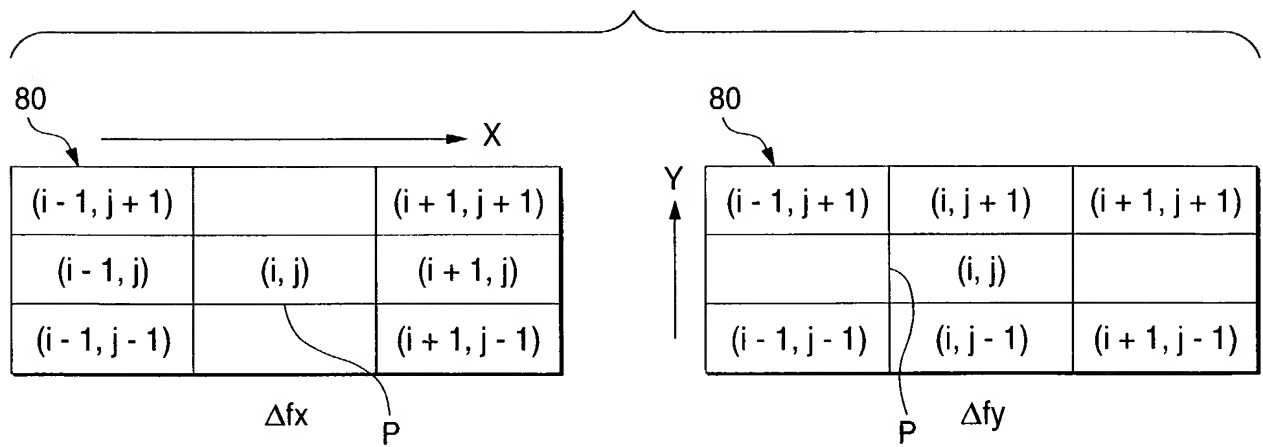 80
X
(i - 1, j + 1) (i + 1, j + 1)
(i - 1, j) (i, j) (i + 1, j)
(i - 1, j - 1) (i + 1, j - 1)
Δfx
P
80
Y
(i - 1, j + 1) (i, j + 1) (i + 1, j + 1)
(i, j)
(i - 1, j - 1) (i, j - 1) (i + 1, j - 1)
P
Δfy